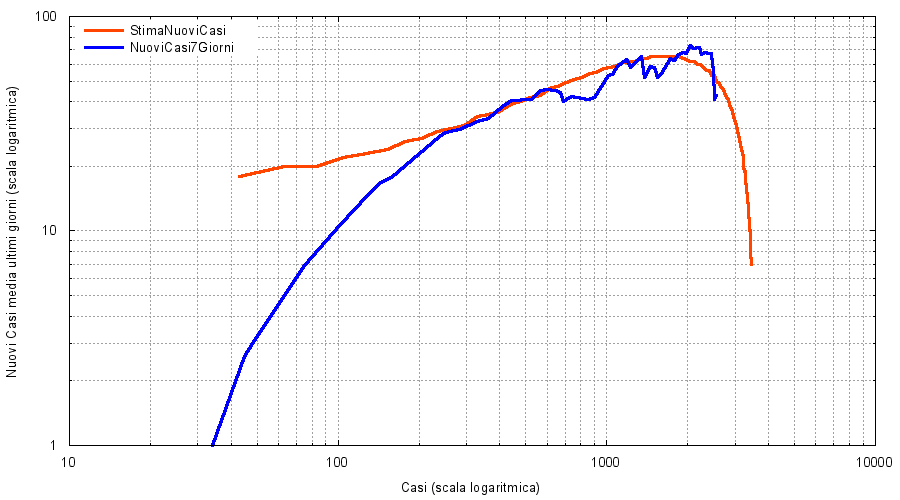 100
StimaNuoviCasi
NuoviCasi7Giorni
10
1
Nuovi Casi media ultimi giorni (scala logaritmica)
10
100
1000
10000
Casi (scala logaritmica)